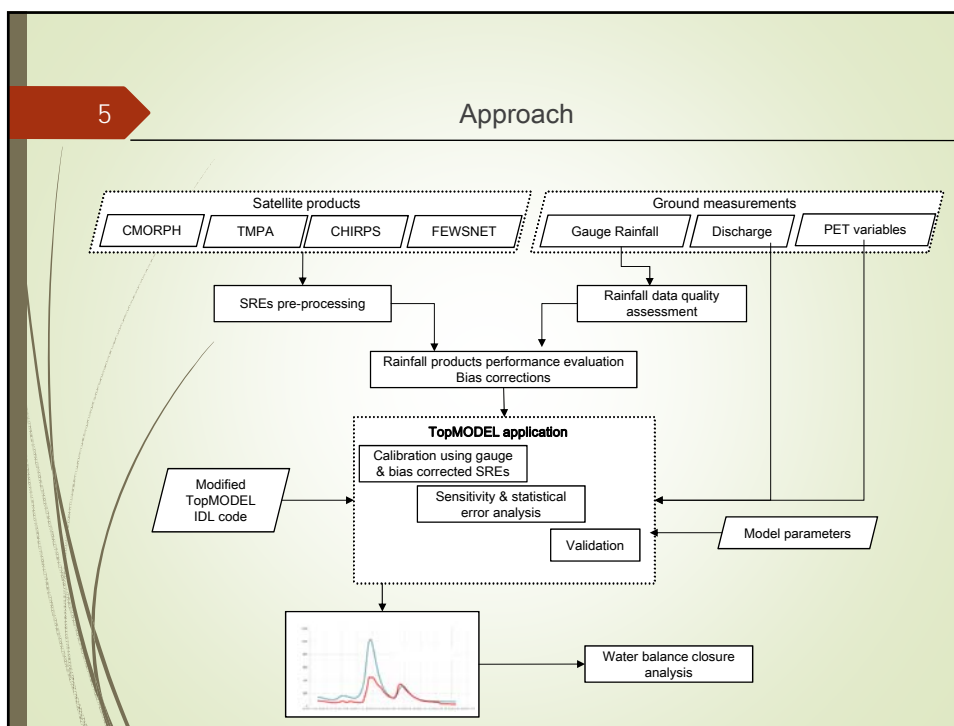 5
Approach
Satellite products
CMORPH
TMPA
CHIRPS
FEWSNET
Ground measurements
Gauge Rainfall
Discharge
PET variables
SREs pre-processing
Rainfall data quality
assessment
Rainfall products performance evaluation
Bias corrections
TopMODEL application
Calibration using gauge
& bias corrected SREs
Sensitivity & statistical
error analysis
Validation
Modified
TopMODEL
IDL code
Model parameters
Water balance closure
analysis